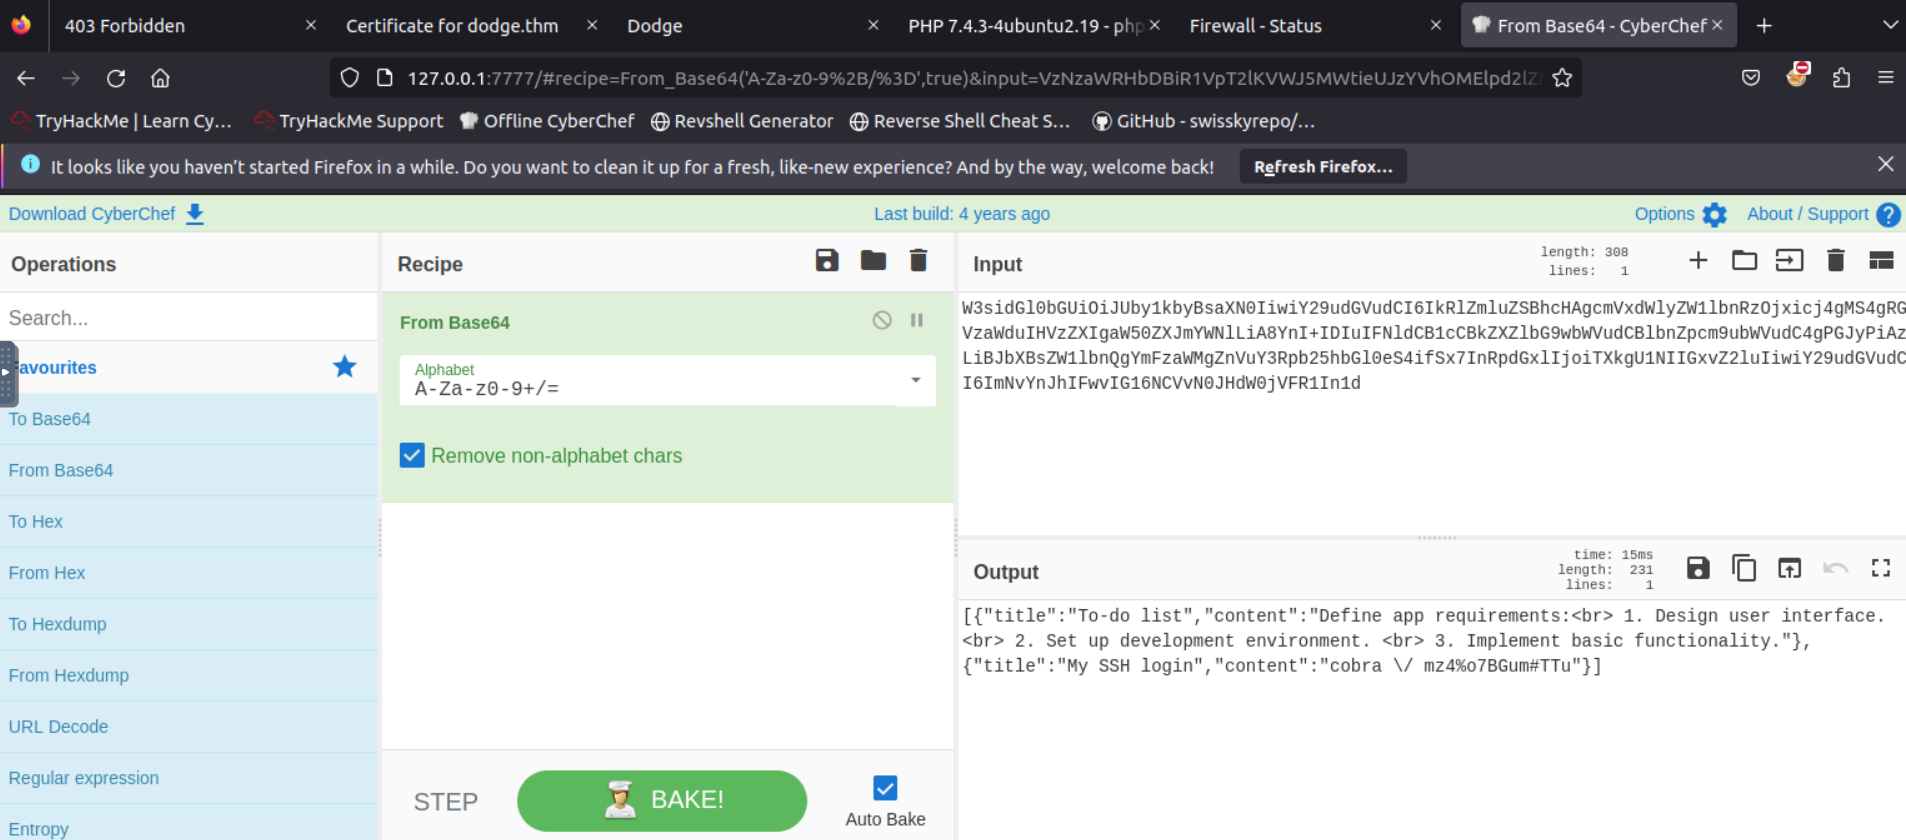 403 Forbidden
Certificate for dodge.thm
Dodge
PHP 7.4.3-4ubuntu2.19 - php
Firewall - Status
From Base64 - CyberChef
127.0.0.1:7777/#recipe=From_Base64('A-Za-z0-9%2B/%3D',true)&input=VzNzaWRHbDBiR1VpT2lKVWJ5MWtieUJzYVhOMElpd2lZ
TryHackMe | Learn Cy...
TryHackMe Support
Offline CyberChef
Revshell Generator
Reverse Shell Cheat S...
GitHub - swisskyrepo/...
It looks like you haven't started Firefox in a while. Do you want to clean it up for a fresh, like-new experience? And by the way, welcome back!
Refresh Firefox...
Download CyberChef
Last build: 4 years ago
Options
About / Support
Operations
Search...
avourites
To Base64
From Base64
To Hex
From Hex
To Hexdump
From Hexdump
URL Decode
Regular expression
Entropy
Recipe
From Base64
Alphabet
A-Za-z0-9+/=
Remove non-alphabet chars
STEP
BAKE!
Auto Bake
Input
length: 308
lines: 1
W3sidGl0bGUiOiJUby1kbyBsaXN0IiwiY29udGVudCI6IkRlZmluZSBhcHAgcmVxdWlyZW1lbnRzOjxicj4gMS4gRG
VzaWduIHVzZXIgaW50ZXJmYWNlLiA8YnI+IDIuIFNldCB1cCBkZXZlbG9wbWVudCBlbnZpcm9ubWVudC4gPGJyPiAz
LiBJbXBsZW1lbnQgYmFzaWMgZnVuY3Rpb25hbGl0eS4ifSx7InRpdGxlIjoiTXkgU1NIIGxvZ2luIiwiY29udGVudC
I6ImNvYnJhIFwvIG16NCVvN0JHdW0jVFR1In1d
Output
time: 15ms
length: 231
lines: 1
[{"title":"To-do list","content":"Define app requirements:<br> 1. Design user interface.
<br> 2. Set up development environment. <br> 3. Implement basic functionality."},
{"title":"My SSH login","content":"cobra \/ mz4%o7BGum#TTu"}]